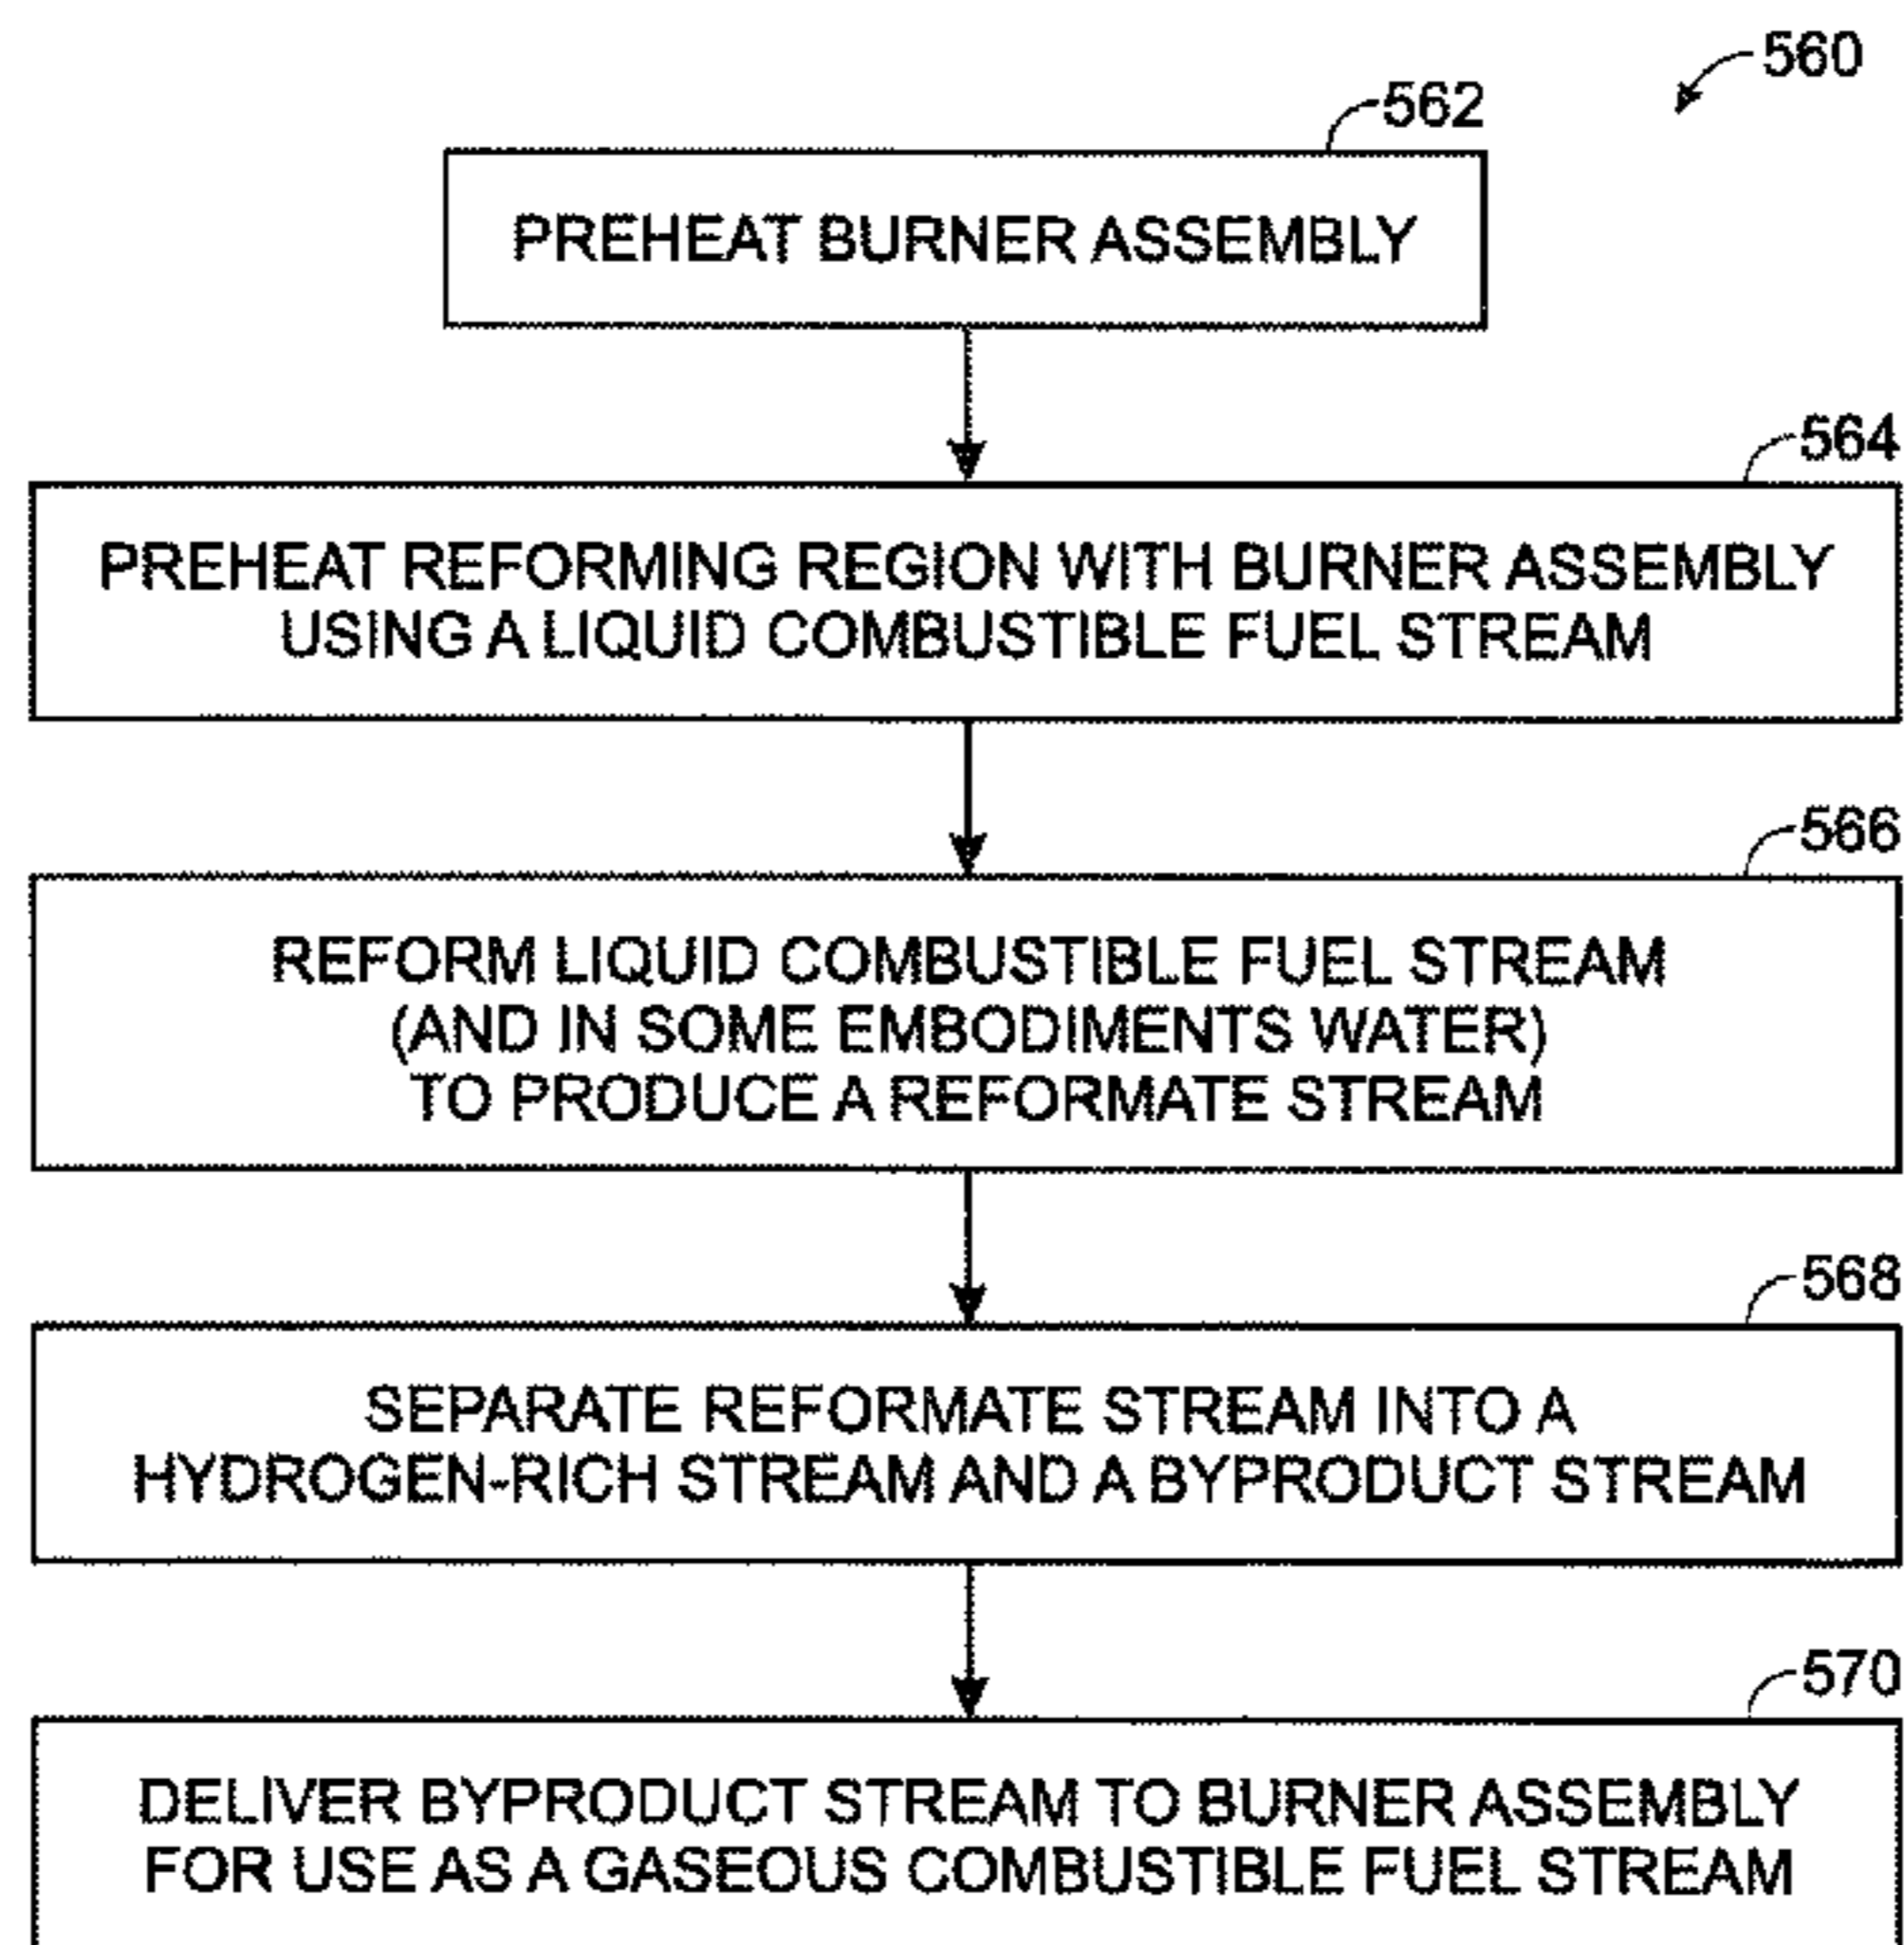 560
562
PREHEAT BURNER ASSEMBLY
564
PREHEAT REFORMING REGION WITH BURNER ASSEMBLY
USING A LIQUID COMBUSTIBLE FUEL STREAM
566
REFORM LIQUID COMBUSTIBLE FUEL STREAM
(AND IN SOME EMBODIMENTS WATER)
TO PRODUCE A REFORMATE STREAM
568
SEPARATE REFORMATE STREAM INTO A
HYDROGEN-RICH STREAM AND A BYPRODUCT STREAM
570
DELIVER BYPRODUCT STREAM TO BURNER ASSEMBLY
FOR USE AS A GASEOUS COMBUSTIBLE FUEL STREAM